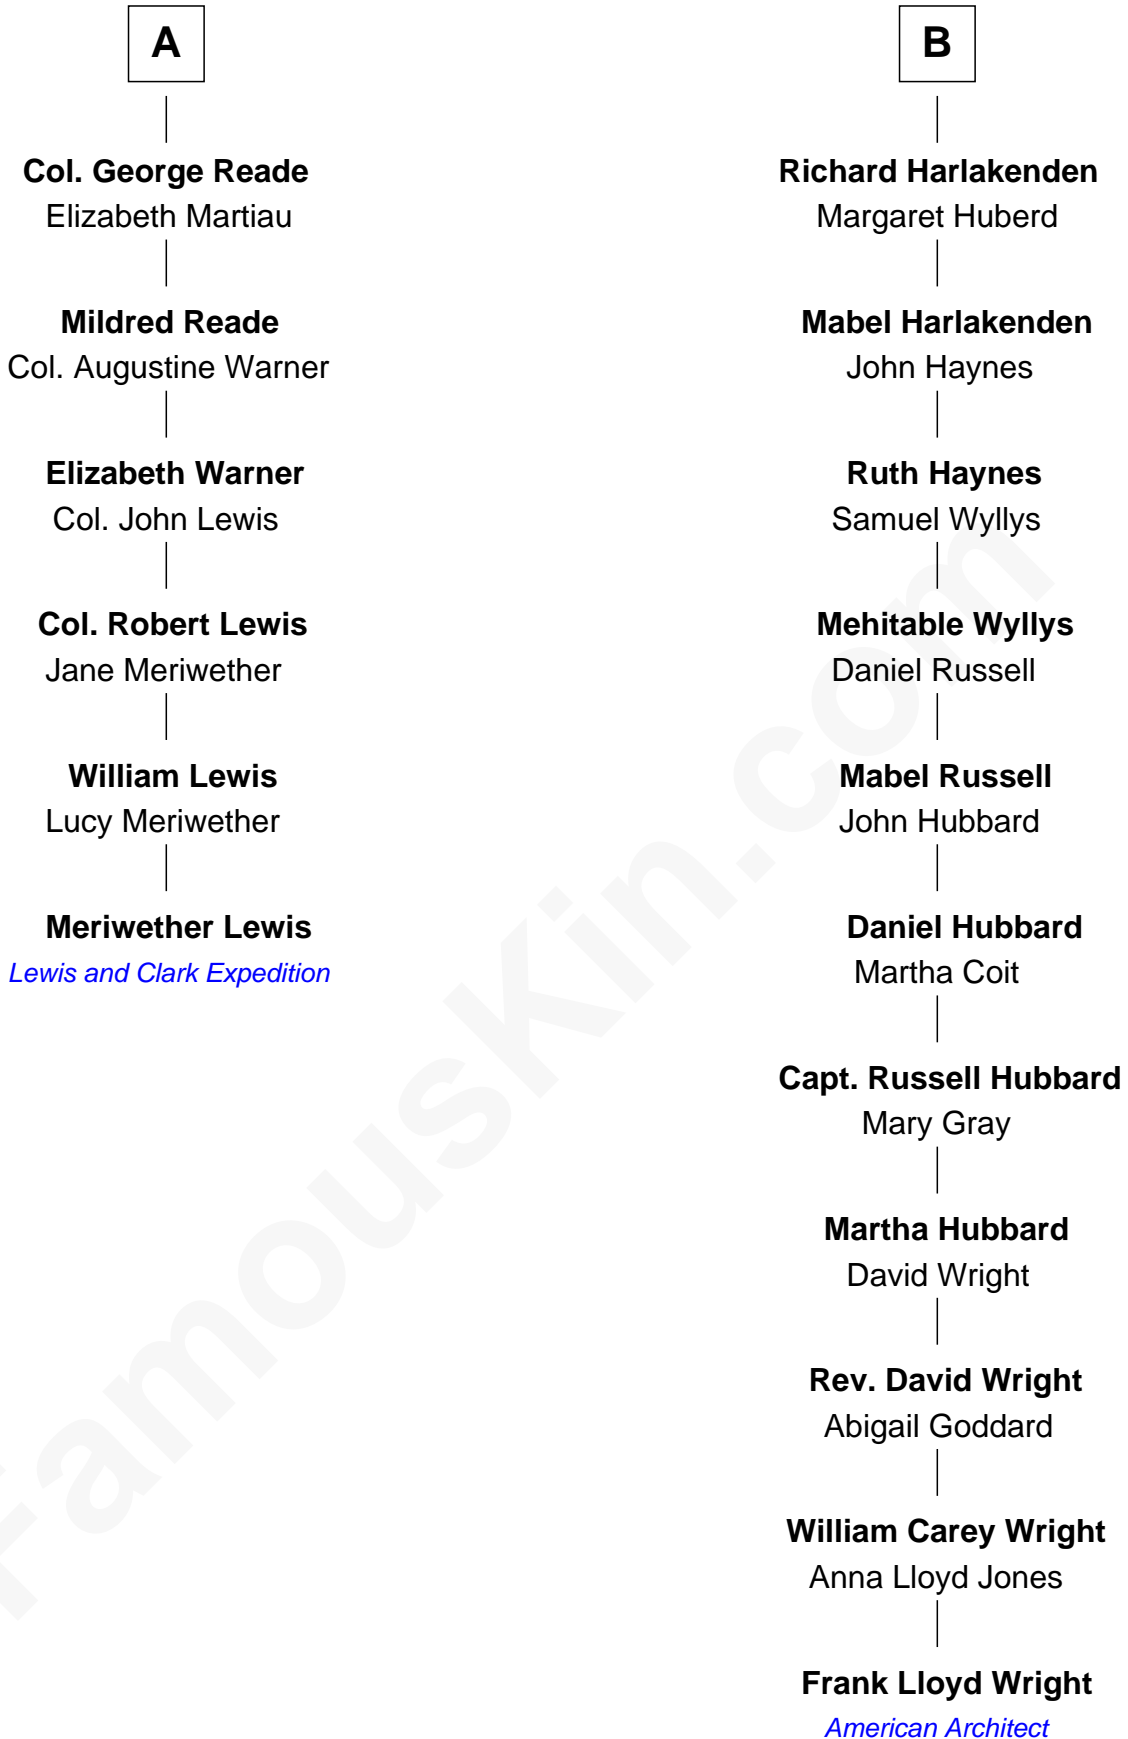 A
Col. George Reade
Elizabeth Martiau
Mildred Reade
Col. Augustine Warner
Elizabeth Warner
Col. John Lewis
Col. Robert Lewis
Jane Meriwether
William Lewis
Lucy Meriwether
Meriwether Lewis
Lewis and Clark Expedition
B
Richard Harlakenden
Margaret Huberd
Mabel Harlakenden
John Haynes
Ruth Haynes
Samuel Wyllys
Mehitable Wyllys
Daniel Russell
Mabel Russell
John Hubbard
Daniel Hubbard
Martha Coit
Capt. Russell Hubbard
Mary Gray
Martha Hubbard
David Wright
Rev. David Wright
Abigail Goddard
William Carey Wright
Anna Lloyd Jones
Frank Lloyd Wright
American Architect
FamousKin.com